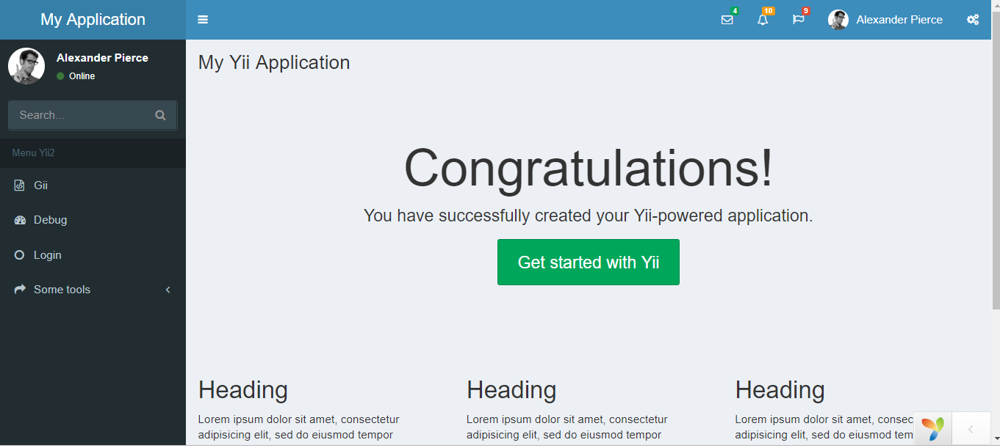 My Application
4
10
9
Alexander Pierce
Alexander Pierce
Online
Search...
Menu Yii2
Gii
Debug
Login
Some tools
My Yii Application
Congratulations!
You have successfully created your Yii-powered application.
Get started with Yii
Heading
Lorem ipsum dolor sit amet, consectetur
adipisicing elit, sed do eiusmod tempor
Heading
Lorem ipsum dolor sit amet, consectetur
adipisicing elit, sed do eiusmod tempor
Heading
Lorem ipsum dolor sit amet, consec
adipisicing elit, sed do eiusmod tem